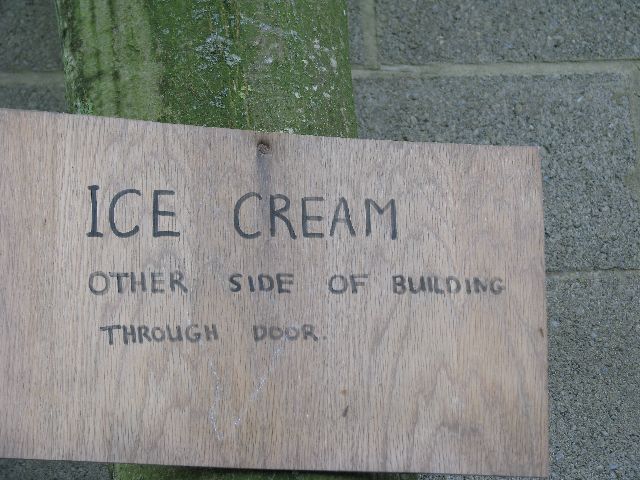 ICE CREAM
OTHER SIDE OF BUILDING
THROUGH DOOR.